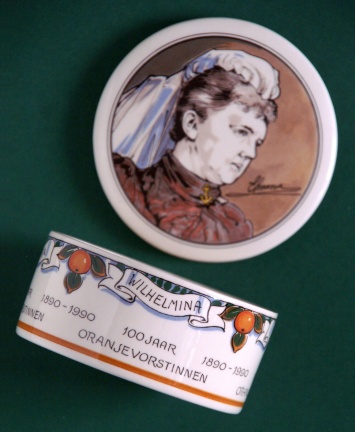 WILHELMINA
1890-1990
100 JAAR
ORANJEVORSTINNEN
1890-1990